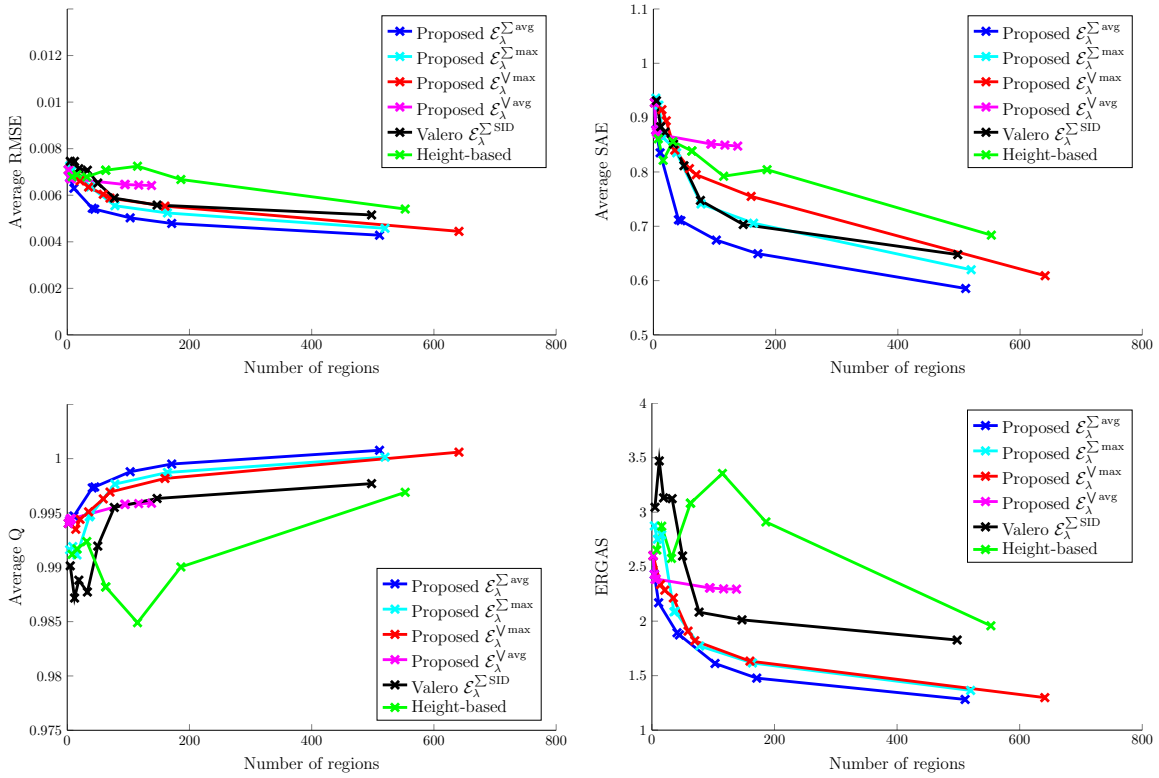 0.012
0.01
0.008
0.006
0.004
0.002
0
0 200 400 600 800
Average RMSE
Number of regions
Proposed ℰ_λ^{∑ avg}
Proposed ℰ_λ^{∑ max}
Proposed ℰ_λ^{⋁ max}
Proposed ℰ_λ^{⋁ avg}
Valero ℰ_λ^{∑ SID}
Height-based
1.1
1
0.9
0.8
0.7
0.6
0.5
0 200 400 600 800
Average SAE
Number of regions
Proposed ℰ_λ^{∑ avg}
Proposed ℰ_λ^{∑ max}
Proposed ℰ_λ^{⋁ max}
Proposed ℰ_λ^{⋁ avg}
Valero ℰ_λ^{∑ SID}
Height-based
1
0.995
0.99
0.985
0.98
0.975
0 200 400 600 800
Average Q
Number of regions
Proposed ℰ_λ^{∑ avg}
Proposed ℰ_λ^{∑ max}
Proposed ℰ_λ^{⋁ max}
Proposed ℰ_λ^{⋁ avg}
Valero ℰ_λ^{∑ SID}
Height-based
4
3.5
3
2.5
2
1.5
1
0 200 400 600 800
ERGAS
Number of regions
Proposed ℰ_λ^{∑ avg}
Proposed ℰ_λ^{∑ max}
Proposed ℰ_λ^{⋁ max}
Proposed ℰ_λ^{⋁ avg}
Valero ℰ_λ^{∑ SID}
Height-based